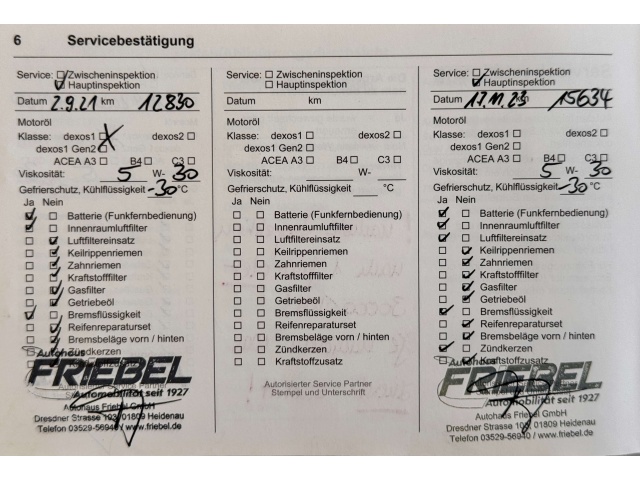 6 Servicebestätigung
Service: Zwischeninspektion
Hauptinspektion
Datum 2.9.21 km 12830
Motoröl
Klasse: dexos1 dexos2
dexos1 Gen2
ACEA A3 B4 C3
Viskosität: 5 W- 30
Gefrierschutz, Kühlflüssigkeit -30 °C
Ja Nein
Batterie (Funkfernbedienung)
Innenraumluftfilter
Luftfiltereinsatz
Keilrippenriemen
Zahnriemen
Kraftstofffilter
Gasfilter
Getriebeöl
Bremsflüssigkeit
Reifenreparaturset
Bremsbeläge vorn / hinten
Zündkerzen
Autohaus
FRIEBEL
Autorisierter Service Partner
Automobilität seit 1927
Autohaus Friebel GmbH
Dresdner Strasse 103, 01809 Heidenau
Telefon 03529-56940 / www.friebel.de
Service: Zwischeninspektion
Hauptinspektion
Datum km
Motoröl
Klasse: dexos1 dexos2
dexos1 Gen2
ACEA A3 B4 C3
Viskosität: W-
Gefrierschutz, Kühlflüssigkeit °C
Ja Nein
Batterie (Funkfernbedienung)
Innenraumluftfilter
Luftfiltereinsatz
Keilrippenriemen
Zahnriemen
Kraftstofffilter
Gasfilter
Getriebeöl
Bremsflüssigkeit
Reifenreparaturset
Bremsbeläge vorn / hinten
Zündkerzen
Kraftstoffzusatz
Autorisierter Service Partner
Stempel und Unterschrift
Service: Zwischeninspektion
Hauptinspektion
Datum 17.11.23 km 15634
Motoröl
Klasse: dexos1 dexos2
dexos1 Gen2
ACEA A3 B4 C3
Viskosität: 5 W- 30
Gefrierschutz, Kühlflüssigkeit -30 °C
Ja Nein
Batterie (Funkfernbedienung)
Innenraumluftfilter
Luftfiltereinsatz
Keilrippenriemen
Zahnriemen
Kraftstofffilter
Gasfilter
Getriebeöl
Bremsflüssigkeit
Reifenreparaturset
Bremsbeläge vorn / hinten
Zündkerzen
Autohaus Kraftstoffzusatz
FRIEBEL
Automobilität seit 1927
Autohaus Friebel GmbH
Dresdner Strasse 103, 01809 Heidenau
Telefon 03529-56940 / www.friebel.de